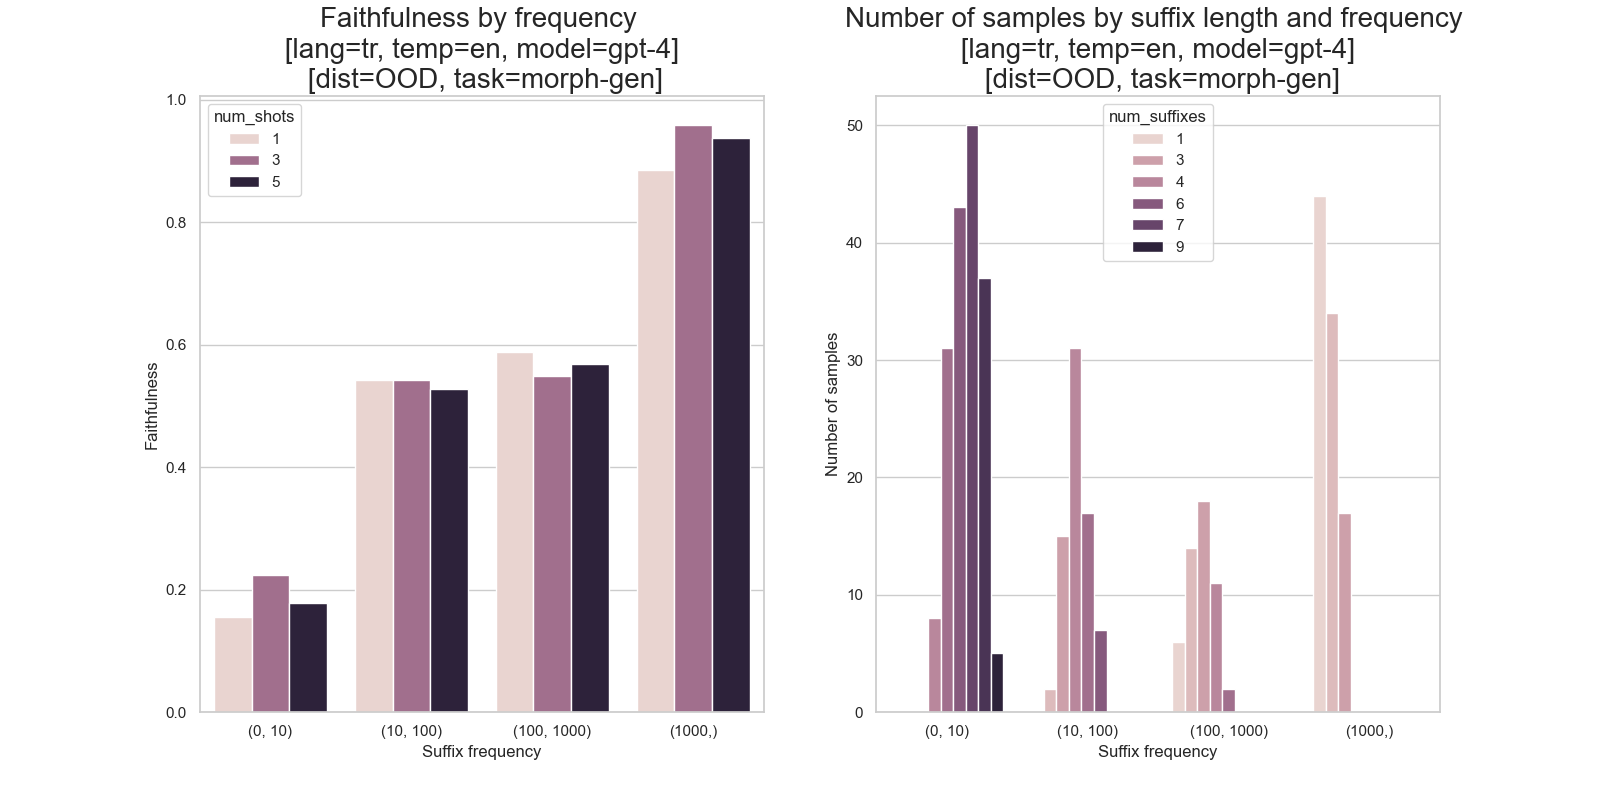 Faithfulness by frequency
[lang=tr, temp=en, model=gpt-4]
[dist=OOD, task=morph-gen]
num_shots
1
3
5
1.0
0.8
0.6
0.4
0.2
0.0
Faithfulness
(0, 10)
(10, 100)
(100, 1000)
(1000,)
Suffix frequency
Number of samples by suffix length and frequency
[lang=tr, temp=en, model=gpt-4]
[dist=OOD, task=morph-gen]
num_suffixes
1
3
4
6
7
9
50
40
30
20
10
0
Number of samples
(0, 10)
(10, 100)
(100, 1000)
(1000,)
Suffix frequency